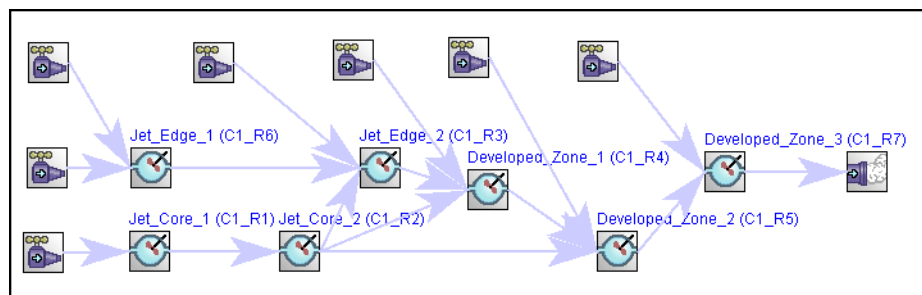 Jet_Edge_1 (C1_R6)
Jet_Edge_2 (C1_R3)
Developed_Zone_3 (C1_R7)
Developed_Zone_1 (C1_R4)
Jet_Core_1 (C1_R1)
Jet_Core_2 (C1_R2)
Developed_Zone_2 (C1_R5)